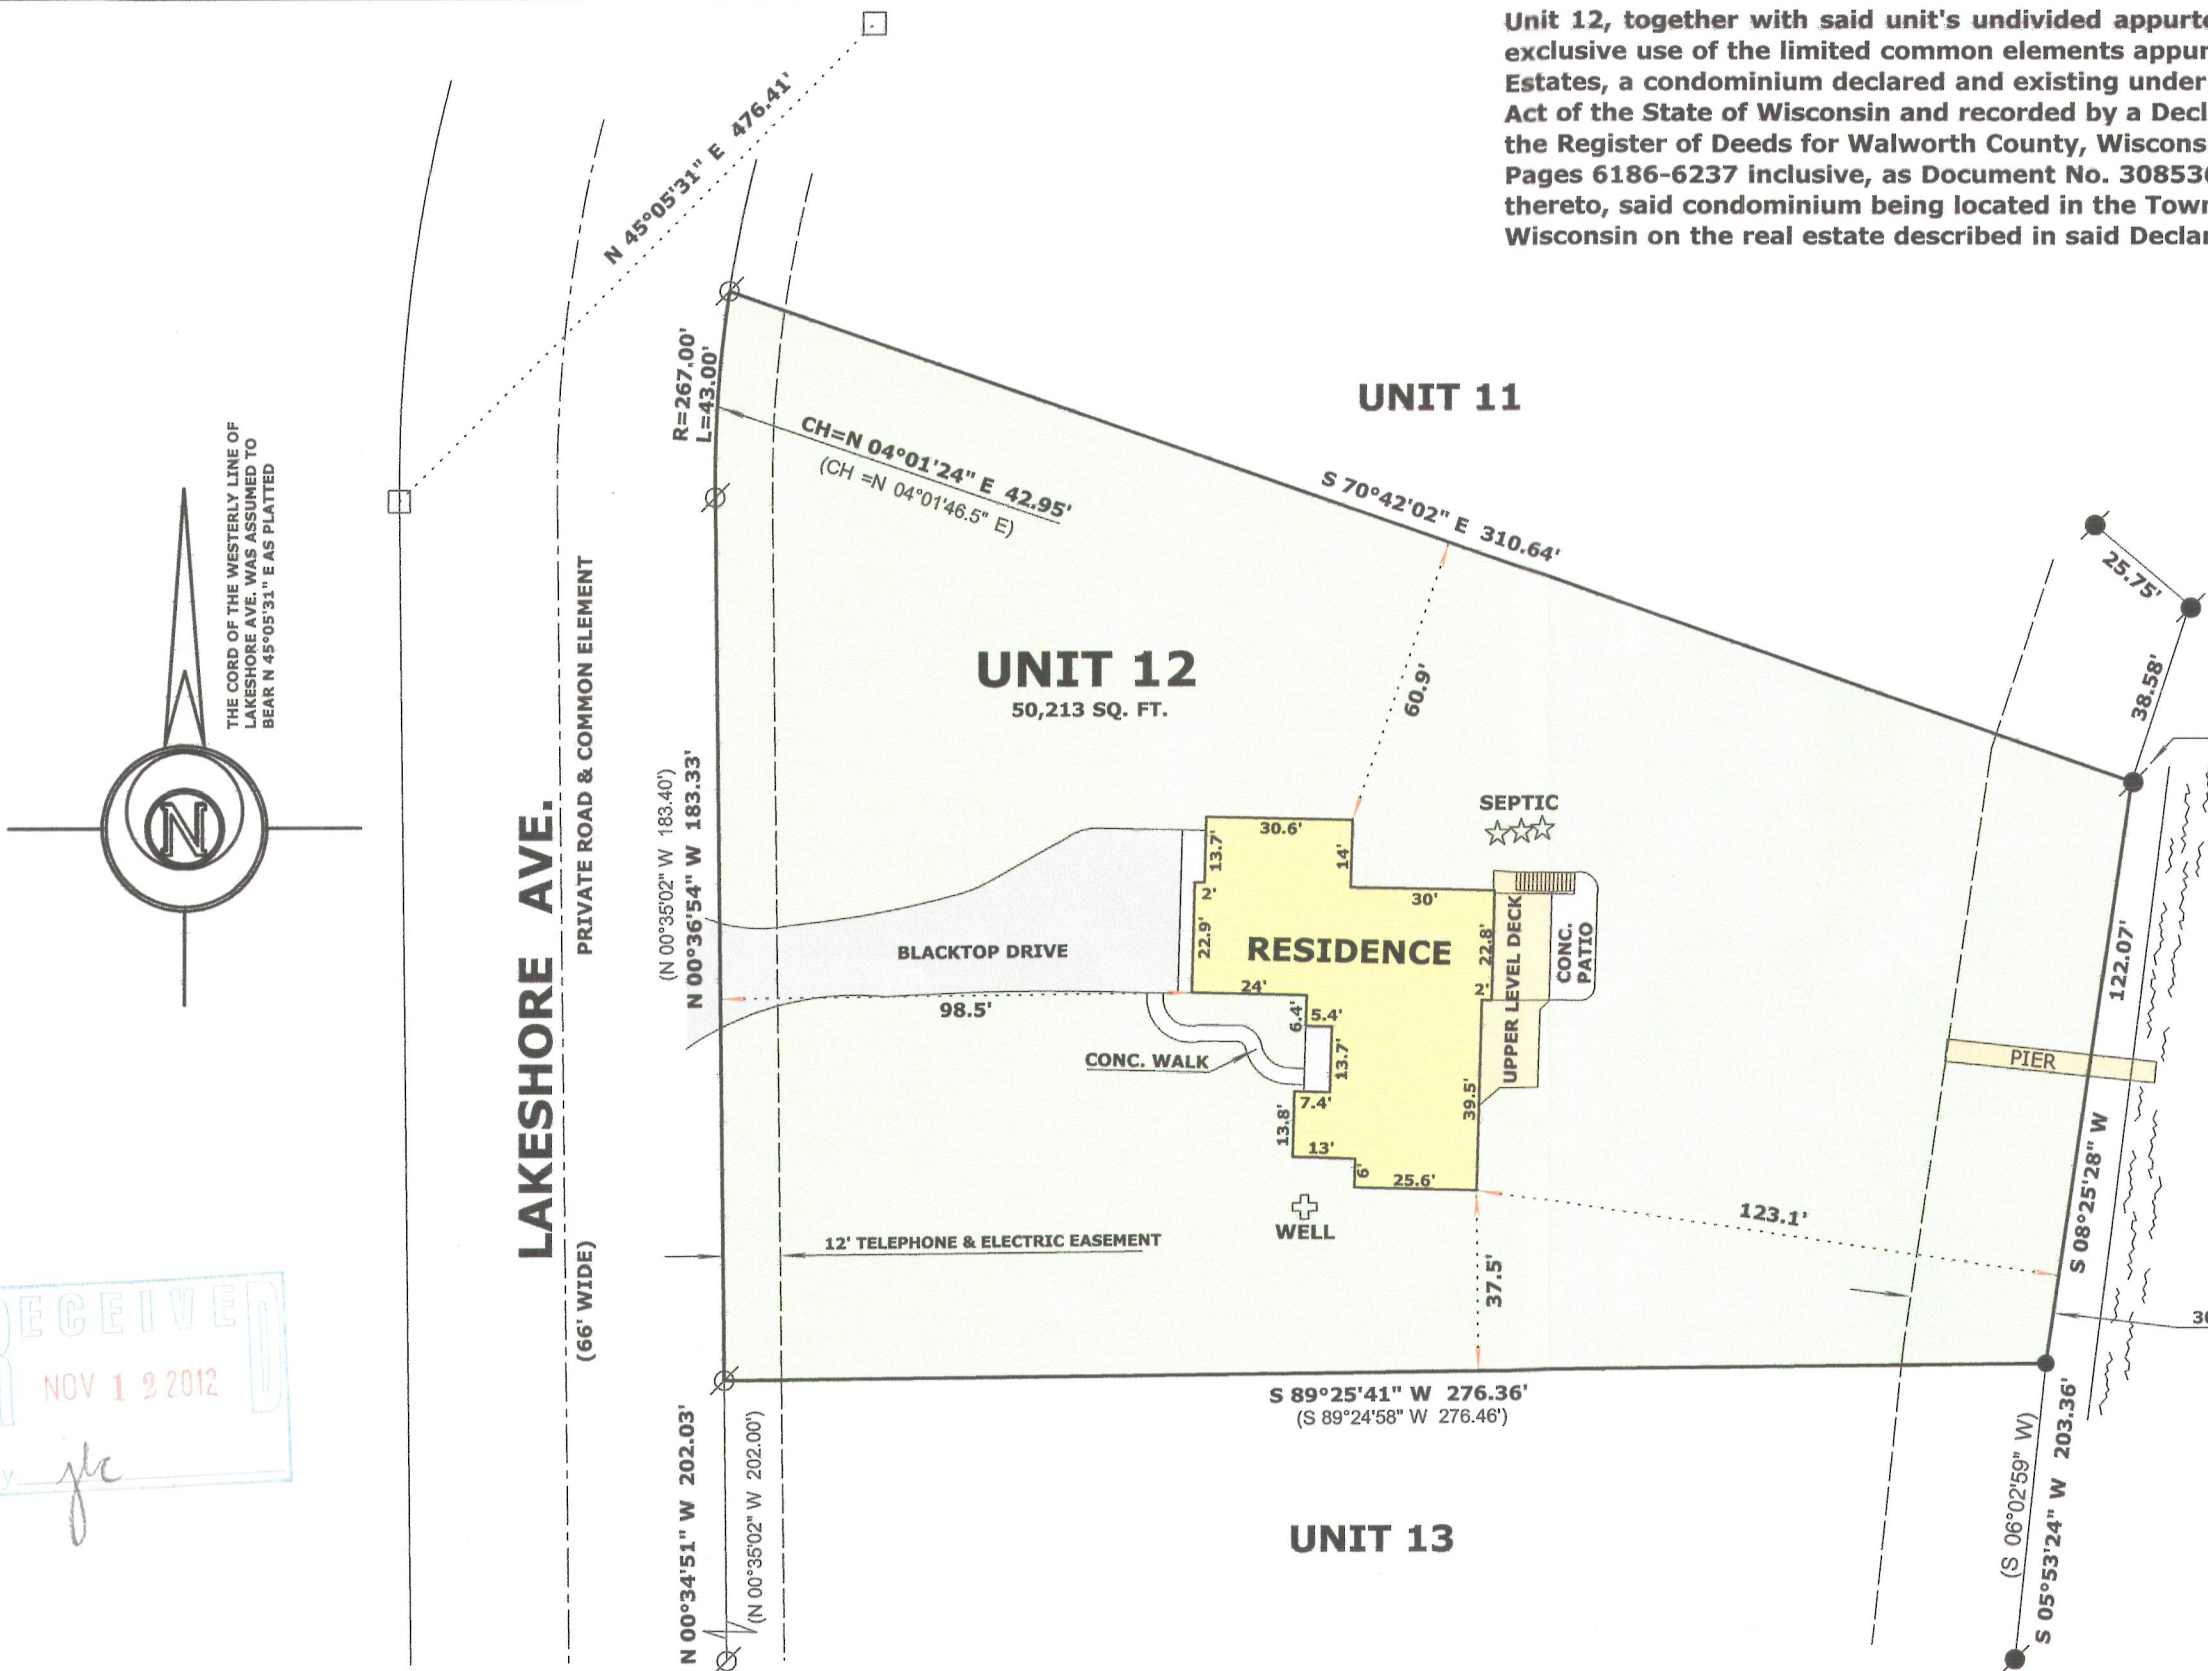 Unit 12, together with said unit's undivided appurte
exclusive use of the limited common elements appur
Estates, a condominium declared and existing under
Act of the State of Wisconsin and recorded by a Decl
the Register of Deeds for Walworth County, Wiscons
Pages 6186-6237 inclusive, as Document No. 308536
thereto, said condominium being located in the Town
Wisconsin on the real estate described in said Declar
N 45°05'31" E 476.41'
THE CORD OF THE WESTERLY LINE OF
LAKESHORE AVE. WAS ASSUMED TO
BEAR N 45°05'31" E AS PLATTED
N
LAKESHORE AVE.
PRIVATE ROAD & COMMON ELEMENT
(66' WIDE)
R=267.00'
L=43.00'
CH=N 04°01'24" E 42.95'
(CH =N 04°01'46.5" E)
UNIT 11
S 70°42'02" E 310.64'
25.75'
38.58'
UNIT 12
50,213 SQ. FT.
60.9'
(N 00°35'02" W 183.40')
N 00°36'54" W 183.33'
SEPTIC
30.6'
13.7'
14'
2'
30'
22.9'
RESIDENCE
22.8'
UPPER LEVEL DECK
CONC.
PATIO
BLACKTOP DRIVE
98.5'
24'
2'
6.4'
5.4'
13.7'
CONC. WALK
7.4'
39.5'
13.8'
13'
6'
25.6'
WELL
12' TELEPHONE & ELECTRIC EASEMENT
37.5'
123.1'
PIER
122.07'
S 08°25'28" W
30
S 89°25'41" W 276.36'
(S 89°24'58" W 276.46')
N 00°34'51" W 202.03'
(N 00°35'02" W 202.00')
UNIT 13
(S 06°02'59" W)
S 05°53'24" W 203.36'
RECEIVED
NOV 12 2012
y jlc